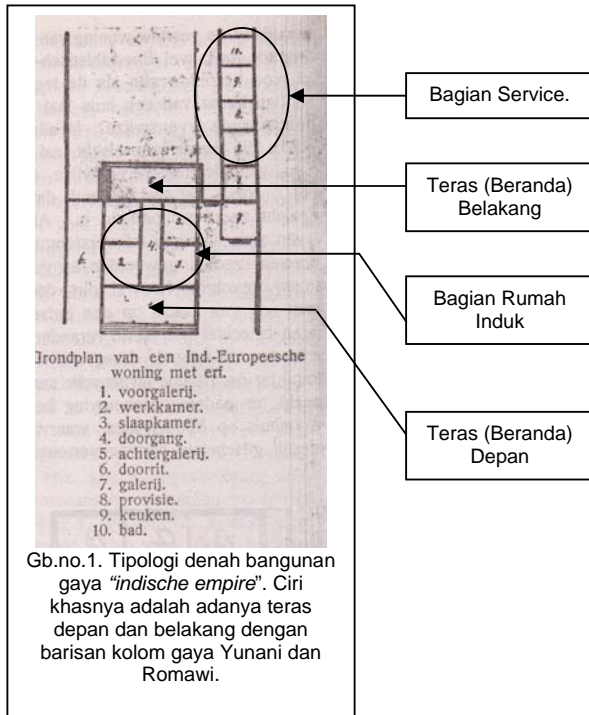 Bagian Service.
Teras (Beranda)
Belakang
Bagian Rumah
Induk
Teras (Beranda)
Depan
Grondplan van een Ind.-Europeesche
woning met erf.
1. voorgalerij.
2. werkkamer.
3. slaapkamer.
4. doorgang.
5. achtergalerij.
6. doorrit.
7. galerij.
8. provisie.
9. keuken.
10. bad.
Gb.no.1. Tipologi denah bangunan
gaya “indische empire”. Ciri
khasnya adalah adanya teras
depan dan belakang dengan
barisan kolom gaya Yunani dan
Romawi.